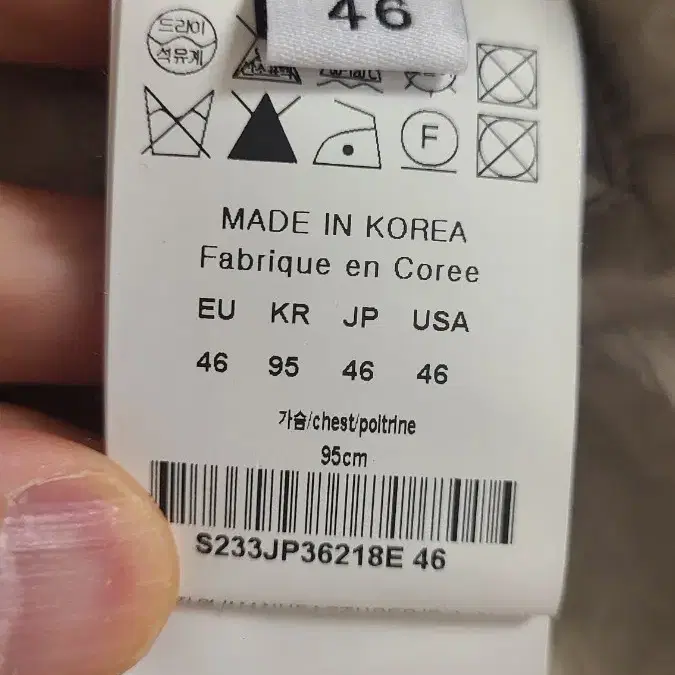 46
드라이
석유계
F
MADE IN KOREA
Fabrique en Coree
EU KR JP USA
46 95 46 46
가슴/chest/poitrine
95cm
S233JP36218E 46